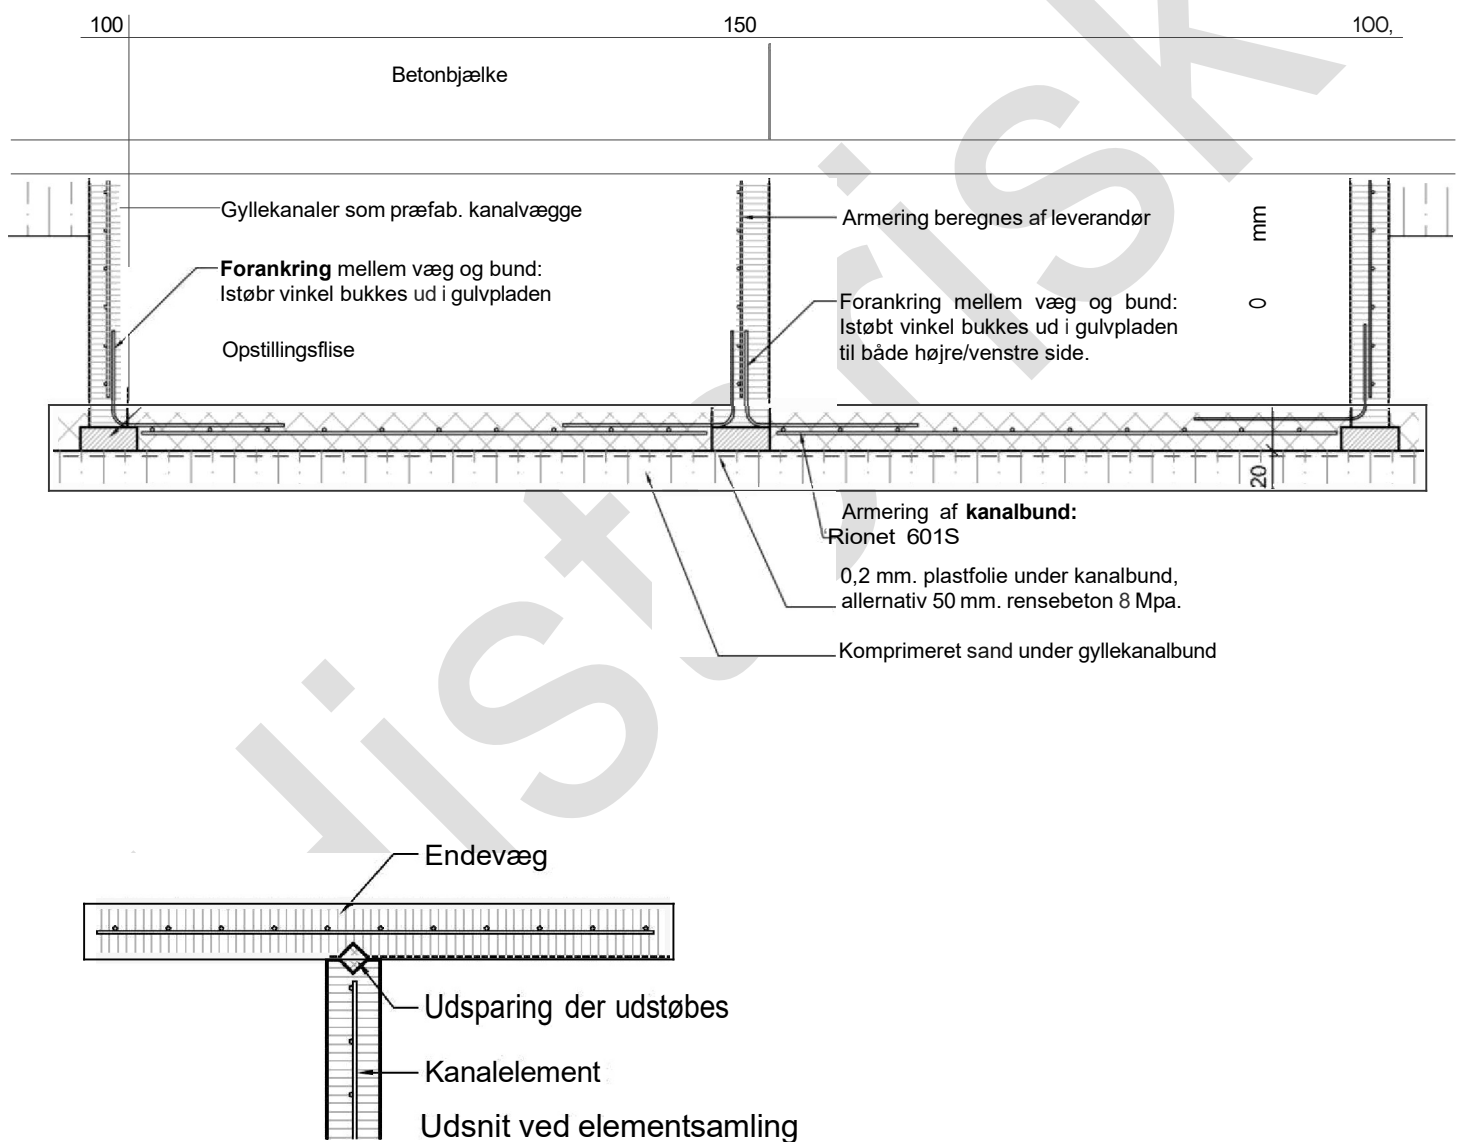 100 150 100,
Betonbjælke
Gyllekanaler som præfab. kanalvægge
Armering beregnes af leverandør
mm
Forankring mellem væg og bund:
Istøbr vinkel bukkes ud i gulvpladen
Forankring mellem væg og bund:
Istøbt vinkel bukkes ud i gulvpladen
til både højre/venstre side.
0
Opstillingsflise
20
Armering af kanalbund:
Rionet 601S
0,2 mm. plastfolie under kanalbund,
allernativ 50 mm. rensebeton 8 Mpa.
Komprimeret sand under gyllekanalbund
Endevæg
Udsparing der udstøbes
Kanalelement
Udsnit ved elementsamling